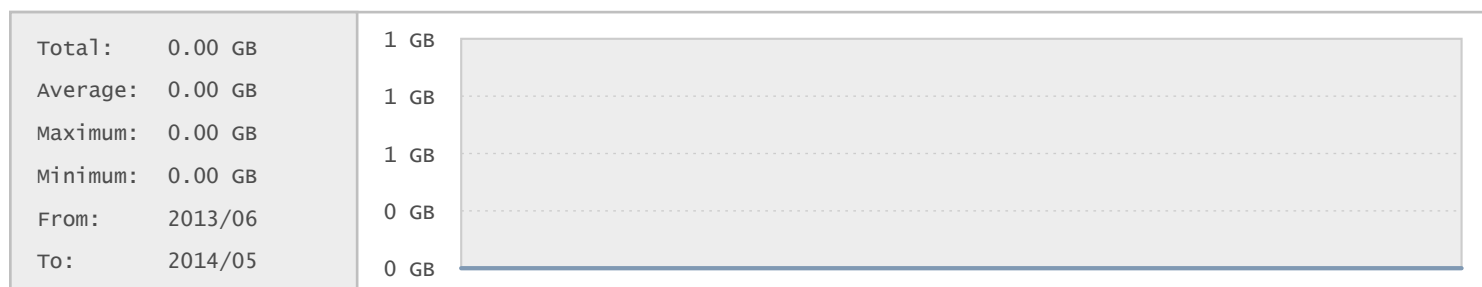 Total: 0.00 GB
Average: 0.00 GB
Maximum: 0.00 GB
Minimum: 0.00 GB
From: 2013/06
To: 2014/05
1 GB
1 GB
1 GB
0 GB
0 GB